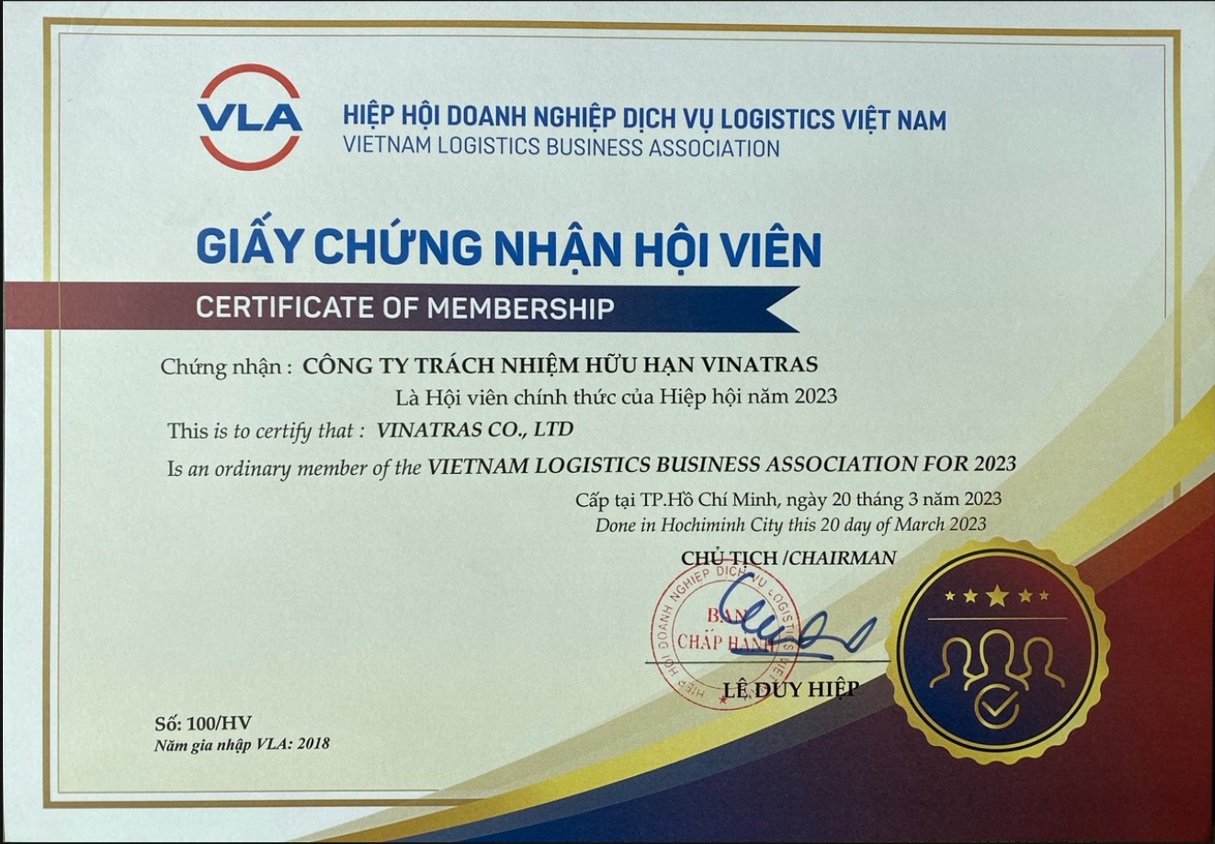 VLA
HIỆP HỘI DOANH NGHIỆP DỊCH VỤ LOGISTICS VIỆT NAM
VIETNAM LOGISTICS BUSINESS ASSOCIATION
GIẤY CHỨNG NHẬN HỘI VIÊN
CERTIFICATE OF MEMBERSHIP
Chứng nhận : CÔNG TY TRÁCH NHIỆM HỮU HẠN VINATRAS
Là Hội viên chính thức của Hiệp hội năm 2023
This is to certify that : VINATRAS CO., LTD
Is an ordinary member of the VIETNAM LOGISTICS BUSINESS ASSOCIATION FOR 2023
Cấp tại TP.Hồ Chí Minh, ngày 20 tháng 3 năm 2023
Done in Hochiminh City this 20 day of March 2023
CHỦ TỊCH /CHAIRMAN
HIỆP HỘI DOANH NGHIỆP DỊCH VỤ LOGISTICS VIỆT NAM
BAN
CHẤP HÀNH
LÊ DUY HIỆP
Số: 100/HV
Năm gia nhập VLA: 2018